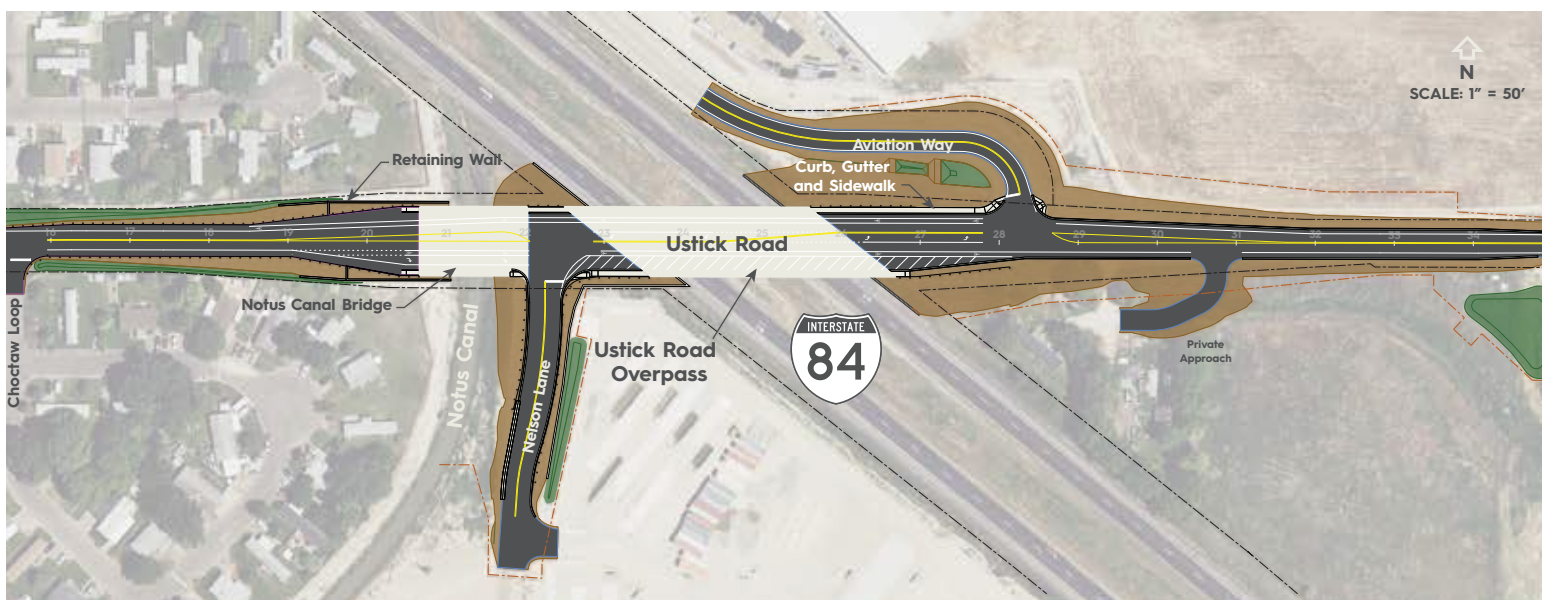 N
SCALE: 1” = 50’
Retaining Wall
Aviation Way
Curb, Gutter
and Sidewalk
16 17 18 19 20 21 22 23 24 25 26 27 28 29 30 31 32 33 34
Ustick Road
Notus Canal Bridge
Choctaw Loop
Notus Canal
Nelson Lane
Ustick Road
Overpass
INTERSTATE
84
Private
Approach